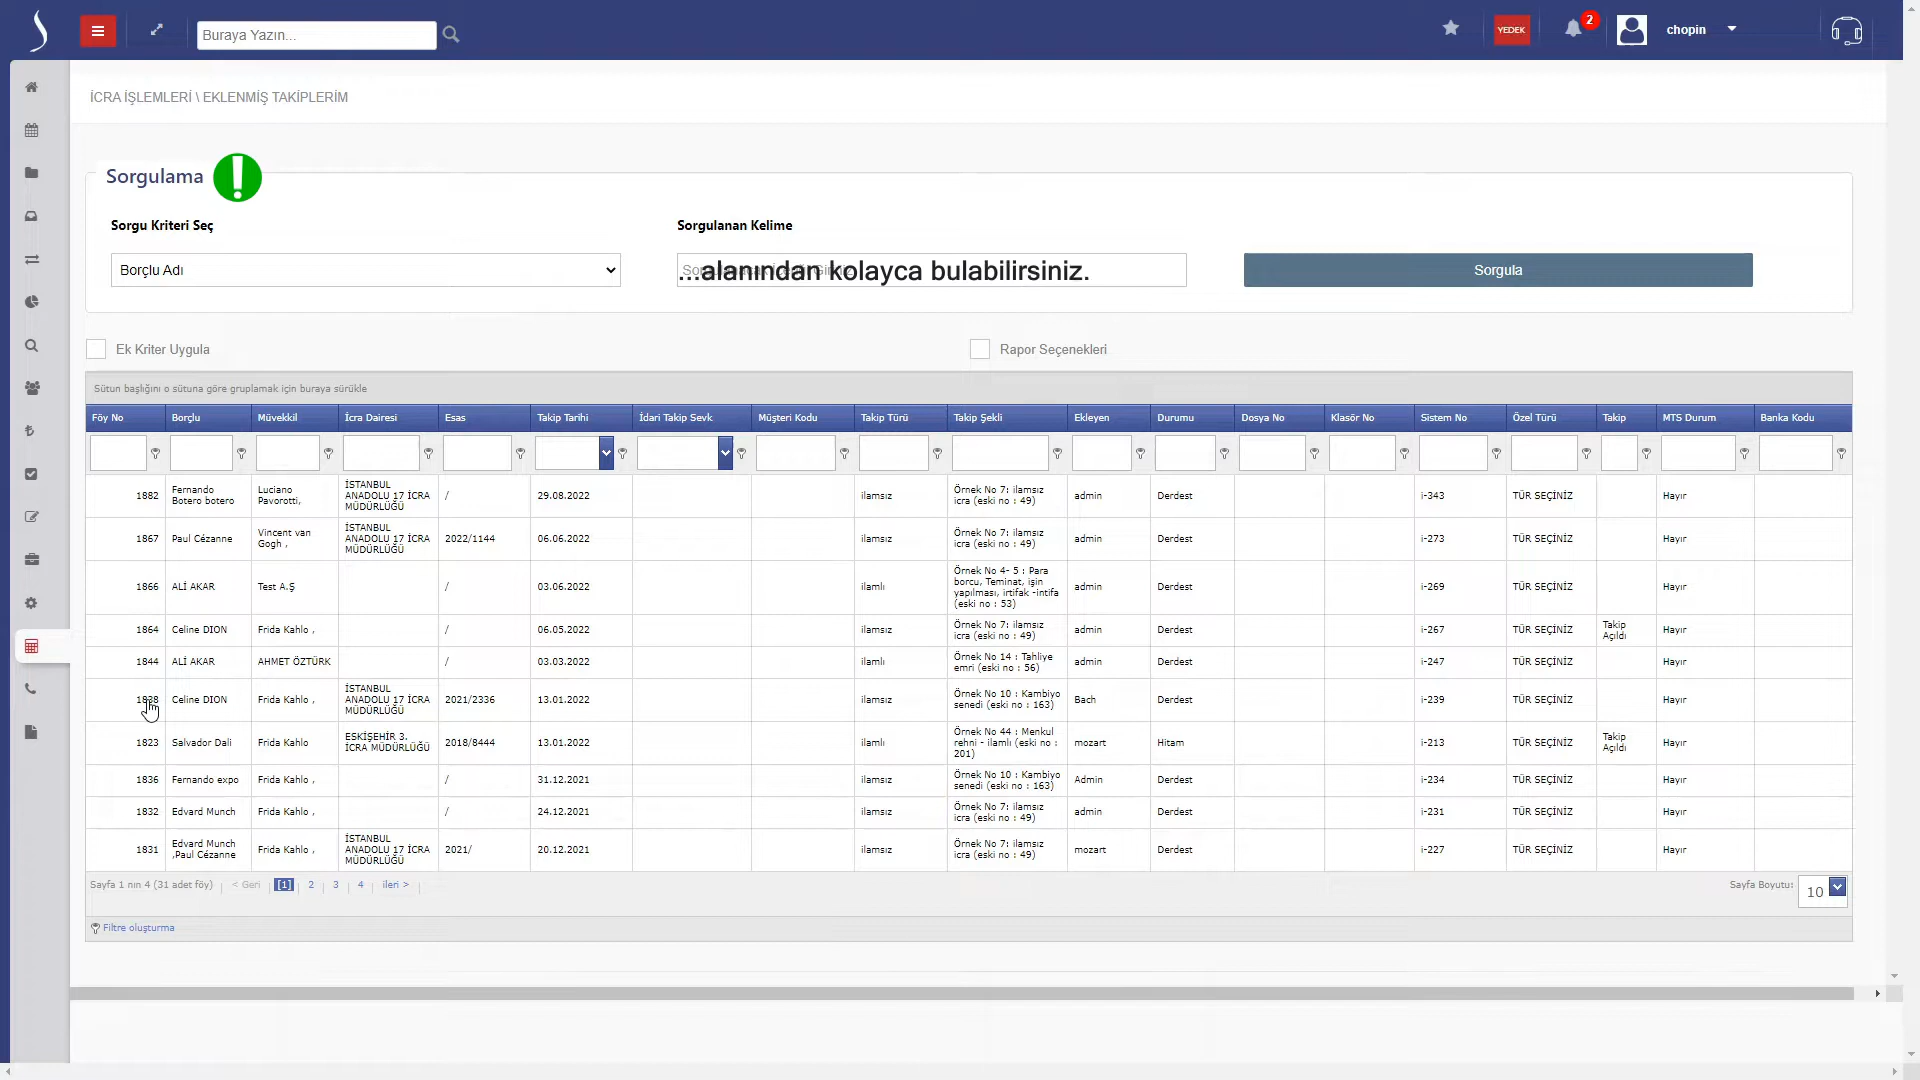 Buraya Yazın...
YEDEK
2
chopin
İCRA İŞLEMLERİ \ EKLENMİŞ TAKİPLERİM
Sorgulama
Sorgu Kriteri Seç
Sorgulanan Kelime
Borçlu Adı
...alanından kolayca bulabilirsiniz.
Sorgula
Ek Kriter Uygula
Rapor Seçenekleri
Sütun başlığını o sütuna göre gruplamak için buraya sürükle
Föy No Borçlu Müvekkil İcra Dairesi Esas Takip Tarihi İdari Takip Sevk Müşteri Kodu Takip Türü Takip Şekli Ekleyen Durumu Dosya No Klasör No Sistem No Özel Türü Takip MTS Durum Banka Kodu
1882 Fernando Botero botero Luciano Pavorotti, İSTANBUL ANADOLU 17 İCRA MÜDÜRLÜĞÜ / 29.08.2022 ilamsız Örnek No 7: ilamsız icra (eski no : 49) admin Derdest i-343 TÜR SEÇİNİZ Hayır
1867 Paul Cézanne Vincent van Gogh , İSTANBUL ANADOLU 17 İCRA MÜDÜRLÜĞÜ 2022/1144 06.06.2022 ilamsız Örnek No 7: ilamsız icra (eski no : 49) admin Derdest i-273 TÜR SEÇİNİZ Hayır
1866 ALİ AKAR Test A.Ş / 03.06.2022 ilamlı Örnek No 4- 5 : Para borcu, Teminat, işin yapılması, irtifak -intifa (eski no : 53) admin Derdest i-269 TÜR SEÇİNİZ Hayır
1864 Celine DION Frida Kahlo , / 06.05.2022 ilamsız Örnek No 7: ilamsız icra (eski no : 49) admin Derdest i-267 TÜR SEÇİNİZ Takip Açıldı Hayır
1844 ALİ AKAR AHMET ÖZTÜRK / 03.03.2022 ilamlı Örnek No 14 : Tahliye emri (eski no : 56) admin Derdest i-247 TÜR SEÇİNİZ Hayır
Celine DION Frida Kahlo , İSTANBUL ANADOLU 17 İCRA MÜDÜRLÜĞÜ 2021/2336 13.01.2022 ilamsız Örnek No 10 : Kambiyo senedi (eski no : 163) Bach Derdest i-239 TÜR SEÇİNİZ Hayır
1823 Salvador Dali Frida Kahlo ESKİŞEHİR 3. İCRA MÜDÜRLÜĞÜ 2018/8444 13.01.2022 ilamlı Örnek No 44 : Menkul rehni - ilamlı (eski no : 201) mozart Hitam i-213 TÜR SEÇİNİZ Takip Açıldı Hayır
1836 Fernando expo Frida Kahlo , / 31.12.2021 ilamsız Örnek No 10 : Kambiyo senedi (eski no : 163) Admin Derdest i-234 TÜR SEÇİNİZ Hayır
1832 Edvard Munch Frida Kahlo , / 24.12.2021 ilamsız Örnek No 7: ilamsız icra (eski no : 49) admin Derdest i-231 TÜR SEÇİNİZ Hayır
1831 Edvard Munch ,Paul Cézanne Frida Kahlo , İSTANBUL ANADOLU 17 İCRA MÜDÜRLÜĞÜ 2021/ 20.12.2021 ilamsız Örnek No 7: ilamsız icra (eski no : 49) mozart Derdest i-227 TÜR SEÇİNİZ Hayır
Sayfa 1 nın 4 (31 adet föy) < Geri [1] 2 3 4 ileri > Sayfa Boyutu: 10
Filtre oluşturma